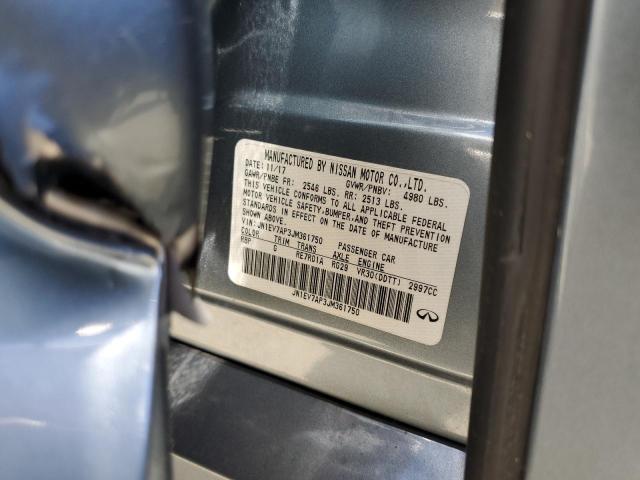 MANUFACTURED BY NISSAN MOTOR CO.,LTD.
DATE: 11/17 GVWR/PNBV: 4980 LBS.
GAWR/PNBE FR: 2546 LBS. RR: 2513 LBS.
THIS VEHICLE CONFORMS TO ALL APPLICABLE FEDERAL
MOTOR VEHICLE SAFETY,BUMPER,AND THEFT PREVENTION
STANDARDS IN EFFECT ON THE DATE OF MANUFACTURE
SHOWN ABOVE.
VIN: JN1EV7AP3JM361750 PASSENGER CAR
COLOR TRIM TRANS AXLE ENGINE
RBP G RE7R01A RG29 VR30(DDTT) 2997CC
JN1EV7AP3JM361750